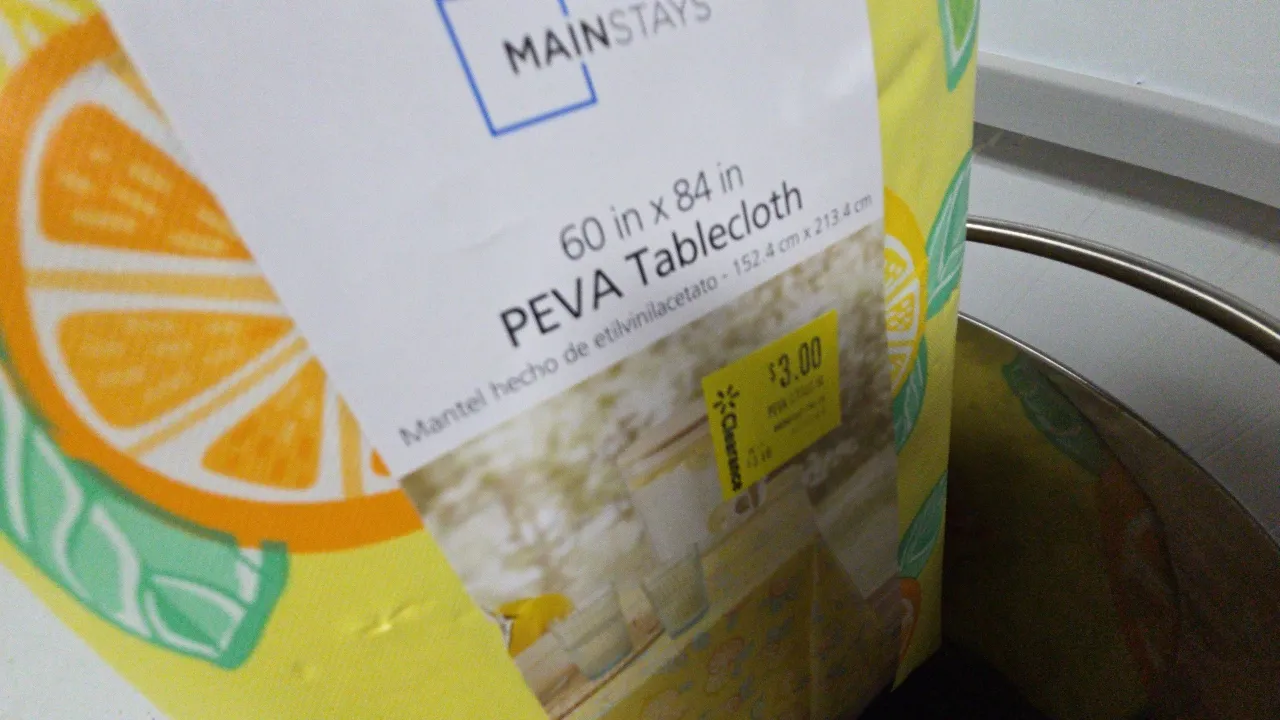 MAINSTAYS
60 in x 84 in
PEVA Tablecloth
Mantel hecho de etilvinilacetato - 152.4 cm x 213.4 cm
$3.00
PEVA
Clearance